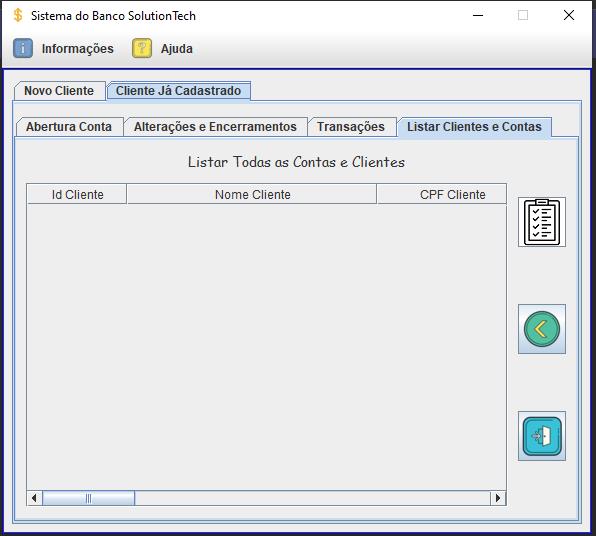 Sistema do Banco SolutionTech
Informações Ajuda
Novo Cliente Cliente Já Cadastrado
Abertura Conta Alterações e Encerramentos Transações Listar Clientes e Contas
Listar Todas as Contas e Clientes
Id Cliente Nome Cliente CPF Cliente